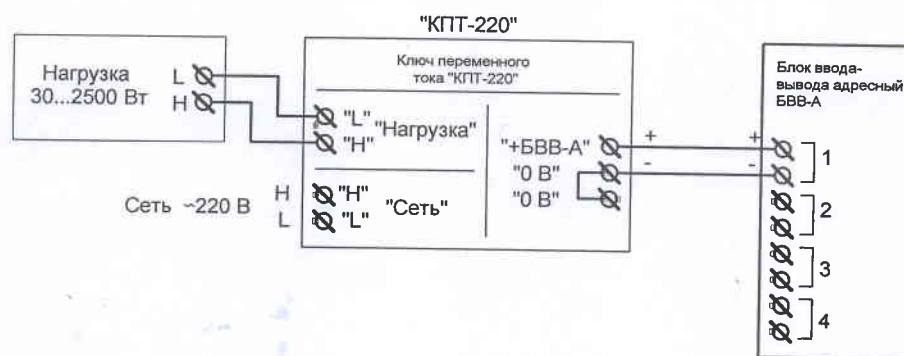 "КПТ-220"
Нагрузка
30...2500 Вт
L
H
Ключ переменного
тока "КПТ-220"
"L"
"H"
"Нагрузка"
Сеть ~220 В
H
L
"H"
"L"
"Сеть"
"+БВВ-А"
"0 В"
"0 В"
+
-
+
-
Блок ввода-
вывода адресный
БВВ-А
1
2
3
4